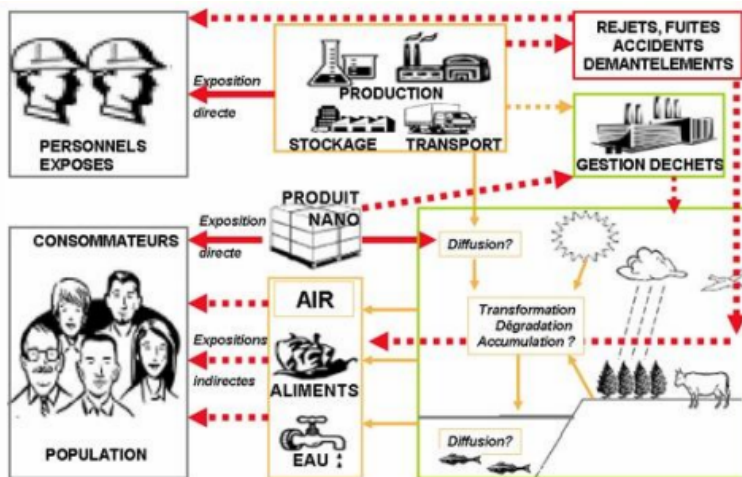 REJETS, FUITES
ACCIDENTS
DEMANTELEMENTS
Exposition
directe
PRODUCTION
STOCKAGE
TRANSPORT
PERSONNELS
EXPOSES
GESTION DECHETS
PRODUIT
NANO
Exposition
directe
CONSOMMATEURS
Diffusion?
AIR
Transformation
Dégradation
Accumulation ?
Expositions
indirectes
ALIMENTS
EAU
Diffusion?
POPULATION